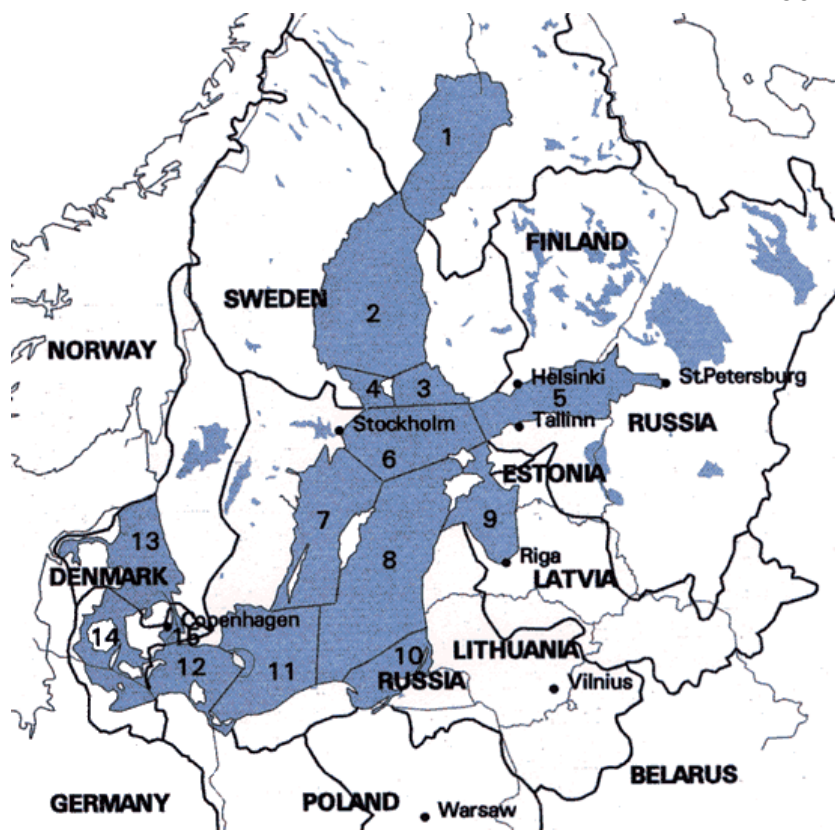 1
FINLAND
SWEDEN
2
NORWAY
4
3
Helsinki
5
St.Petersburg
Stockholm
Tallinn
RUSSIA
6
ESTONIA
7
9
13
8
Riga
DENMARK
LATVIA
Copenhagen
14
15
LITHUANIA
12
11
10
RUSSIA
Vilnius
BELARUS
GERMANY
POLAND
Warsaw